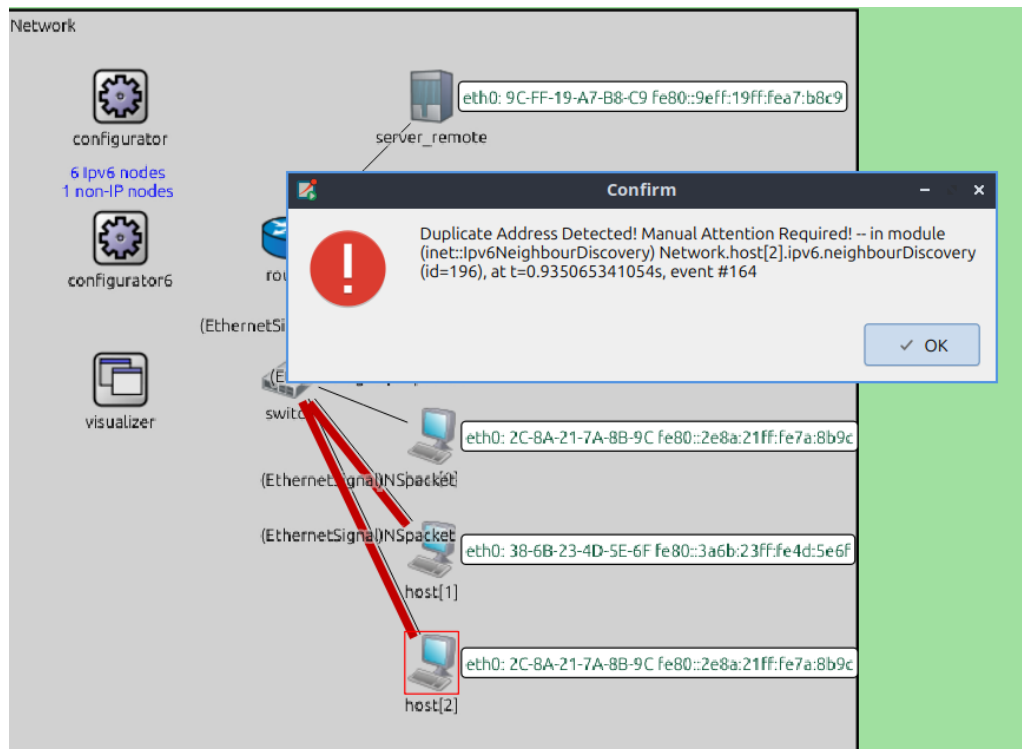 Network
eth0: 9C-FF-19-A7-B8-C9 fe80::9eff:19ff:fea7:b8c9
configurator
server_remote
6 Ipv6 nodes
1 non-IP nodes
Confirm
Duplicate Address Detected! Manual Attention Required! -- in module
(inet::Ipv6NeighbourDiscovery) Network.host[2].ipv6.neighbourDiscovery
(id=196), at t=0.935065341054s, event #164
configurator6
rou
(EthernetSi
OK
(E
switc
visualizer
eth0: 2C-8A-21-7A-8B-9C fe80::2e8a:21ff:fe7a:8b9c
(EthernetSignal)NSpacket
(EthernetSignal)NSpacket
eth0: 38-6B-23-4D-5E-6F fe80::3a6b:23ff:fe4d:5e6f
host[1]
eth0: 2C-8A-21-7A-8B-9C fe80::2e8a:21ff:fe7a:8b9c
host[2]